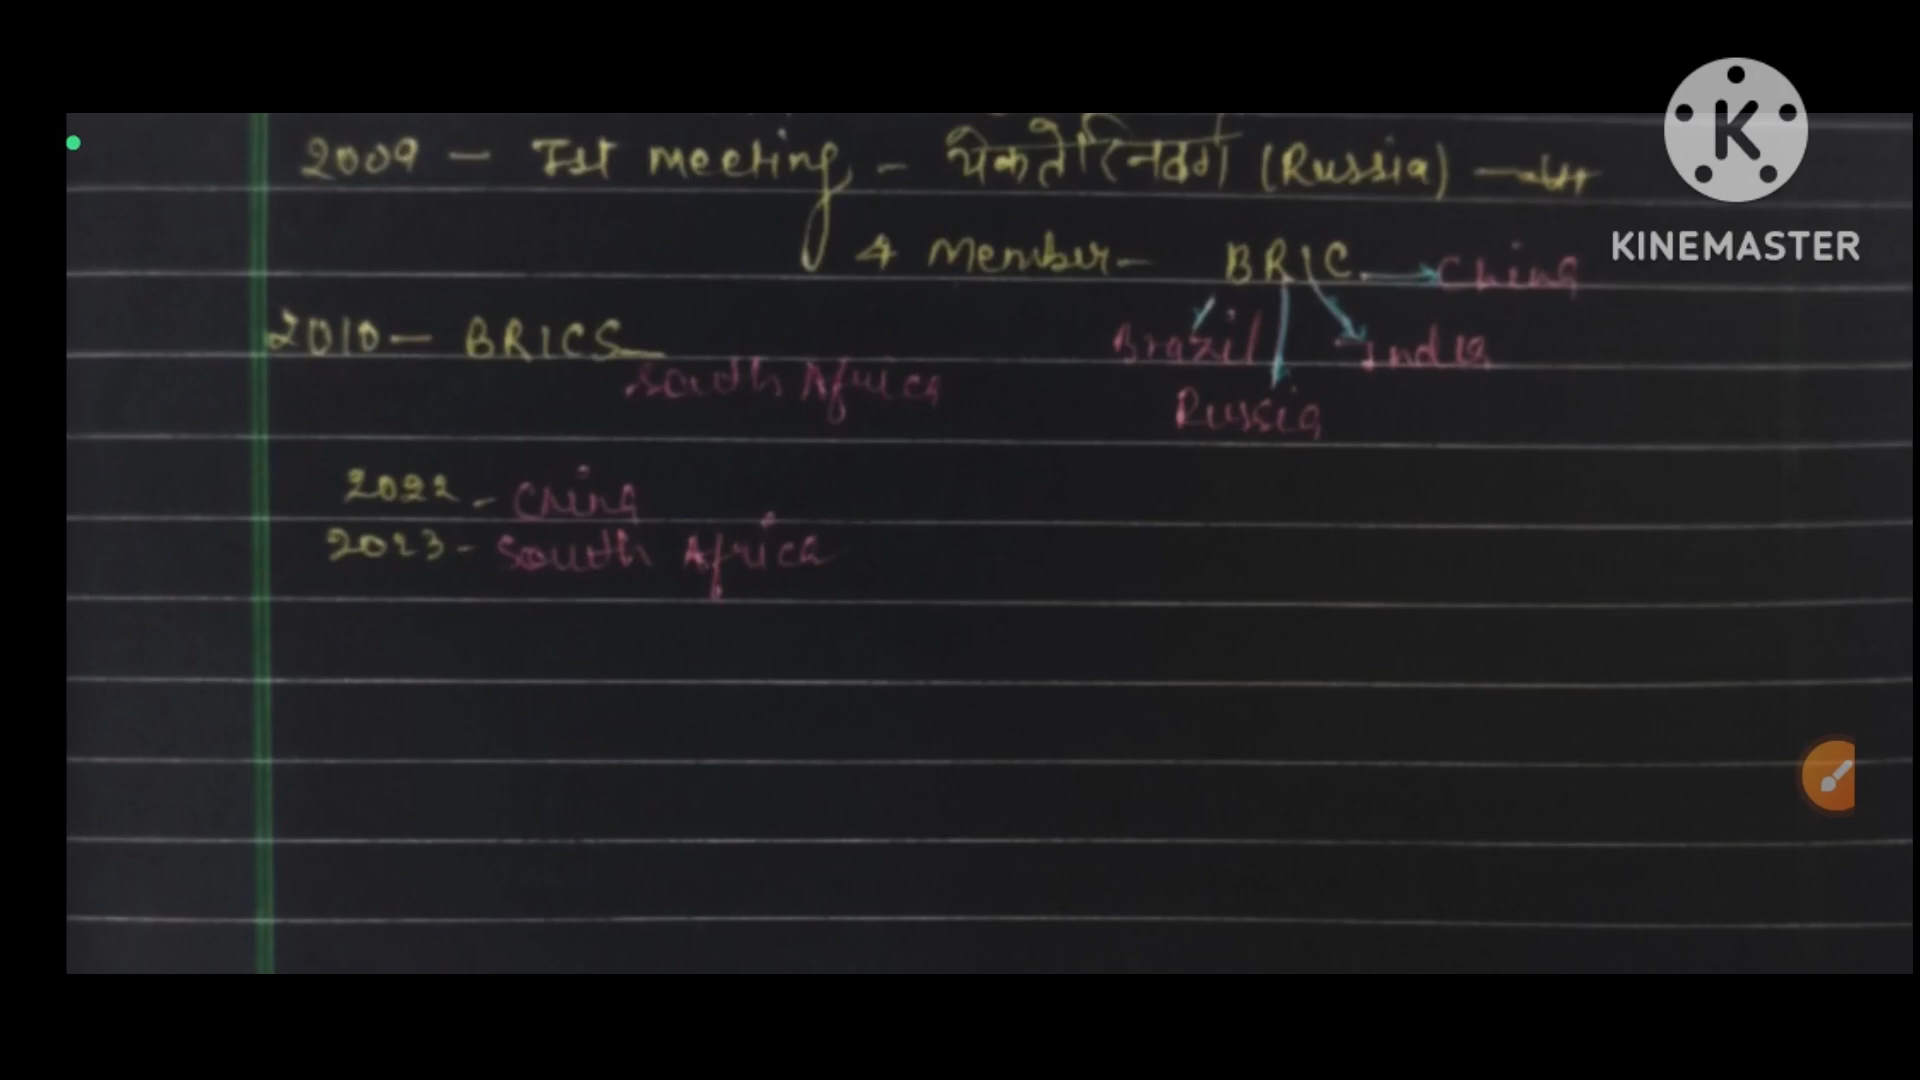 2009 - Ist meeting - येकतेरिनबर्ग (Russia) -
KINEMASTER
4 Member - BRIC → China
2010 - BRICS
Brazil India
South Africa
Russia
2022 - China
2023 - South Africa